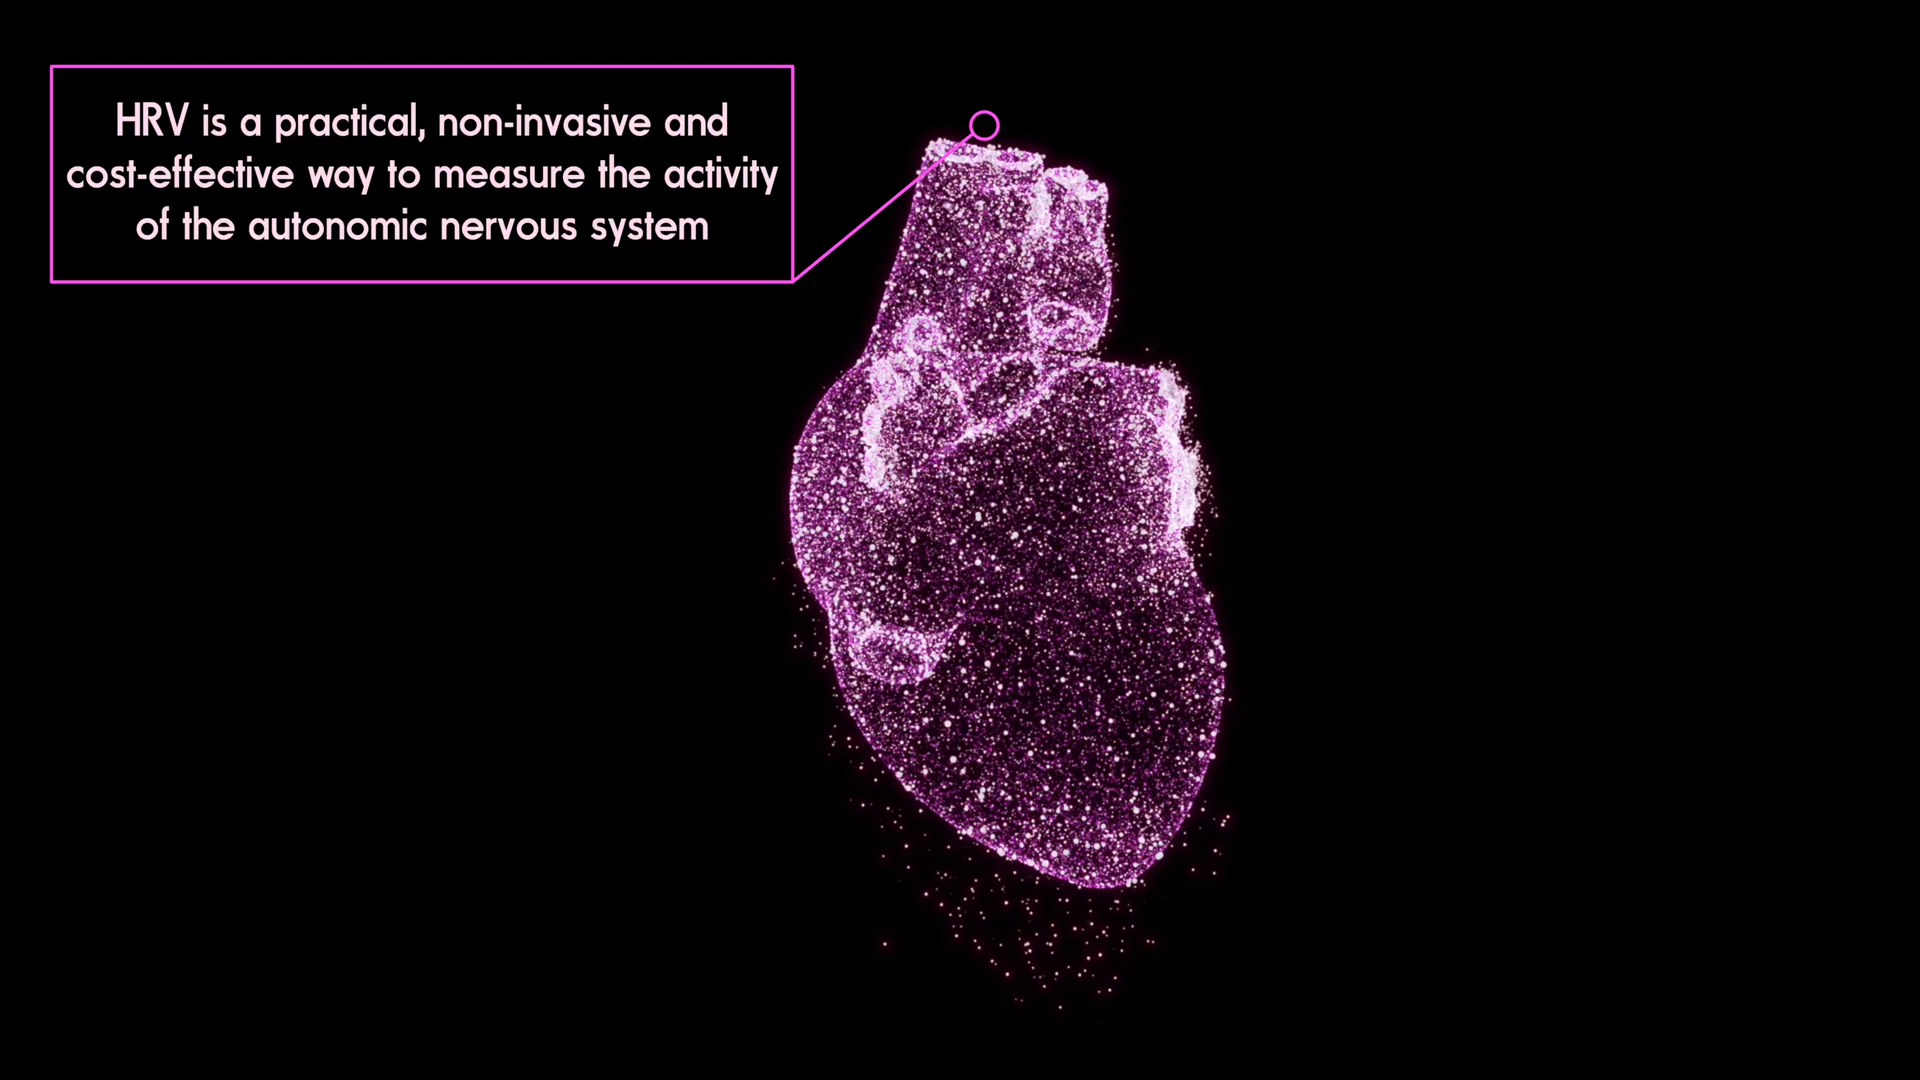 HRV is a practical, non-invasive and
cost-effective way to measure the activity
of the autonomic nervous system